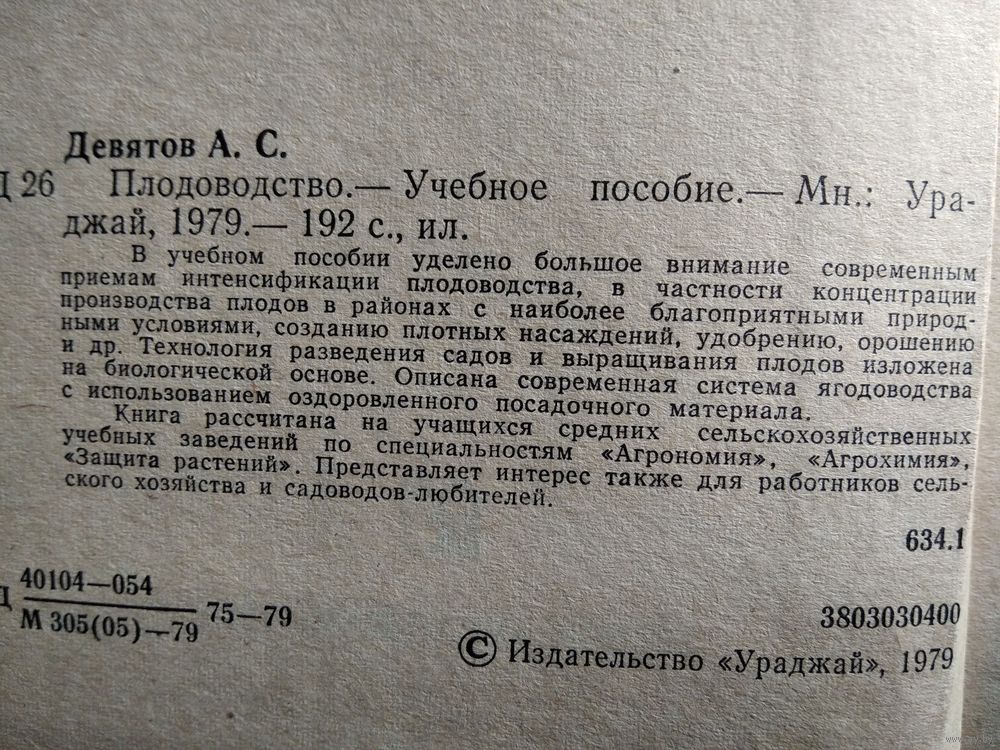 Девятов А. С.
Д 26 Плодоводство.— Учебное пособие.— Мн.: Ура-
джай, 1979.— 192 с., ил.
В учебном пособии уделено большое внимание современным
приемам интенсификации плодоводства, в частности концентрации
производства плодов в районах с наиболее благоприятными природ-
ными условиями, созданию плотных насаждений, удобрению, орошению
и др. Технология разведения садов и выращивания плодов изложена
на биологической основе. Описана современная система ягодоводства
с использованием оздоровленного посадочного материала.
Книга рассчитана на учащихся средних сельскохозяйственных
учебных заведений по специальностям «Агрономия», «Агрохимия»,
«Защита растений». Представляет интерес также для работников сель-
ского хозяйства и садоводов-любителей.
634.1
Д 40104—054
М 305(05)—79 75—79
3803030400
© Издательство «Ураджай», 1979